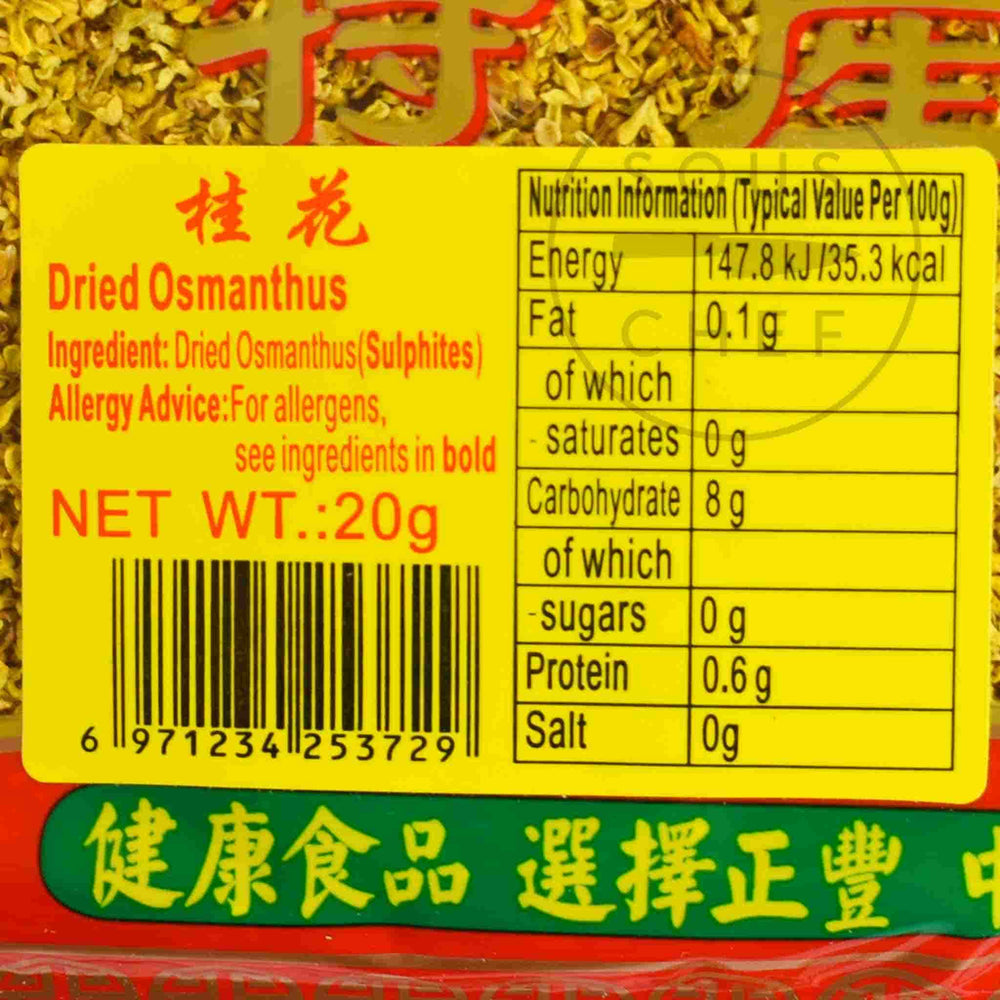 桂花
Dried Osmanthus
Ingredient: Dried Osmanthus(Sulphites)
Allergy Advice:For allergens,
see ingredients in bold
NET WT.:20g
6 971234 253729
Nutrition Information (Typical Value Per 100g)
Energy 147.8 kJ/35.3 kcal
Fat 0.1 g
of which
- saturates 0 g
Carbohydrate 8 g
of which
-sugars 0 g
Protein 0.6 g
Salt 0g
SOUS
CHEF
健康食品 選擇正豐